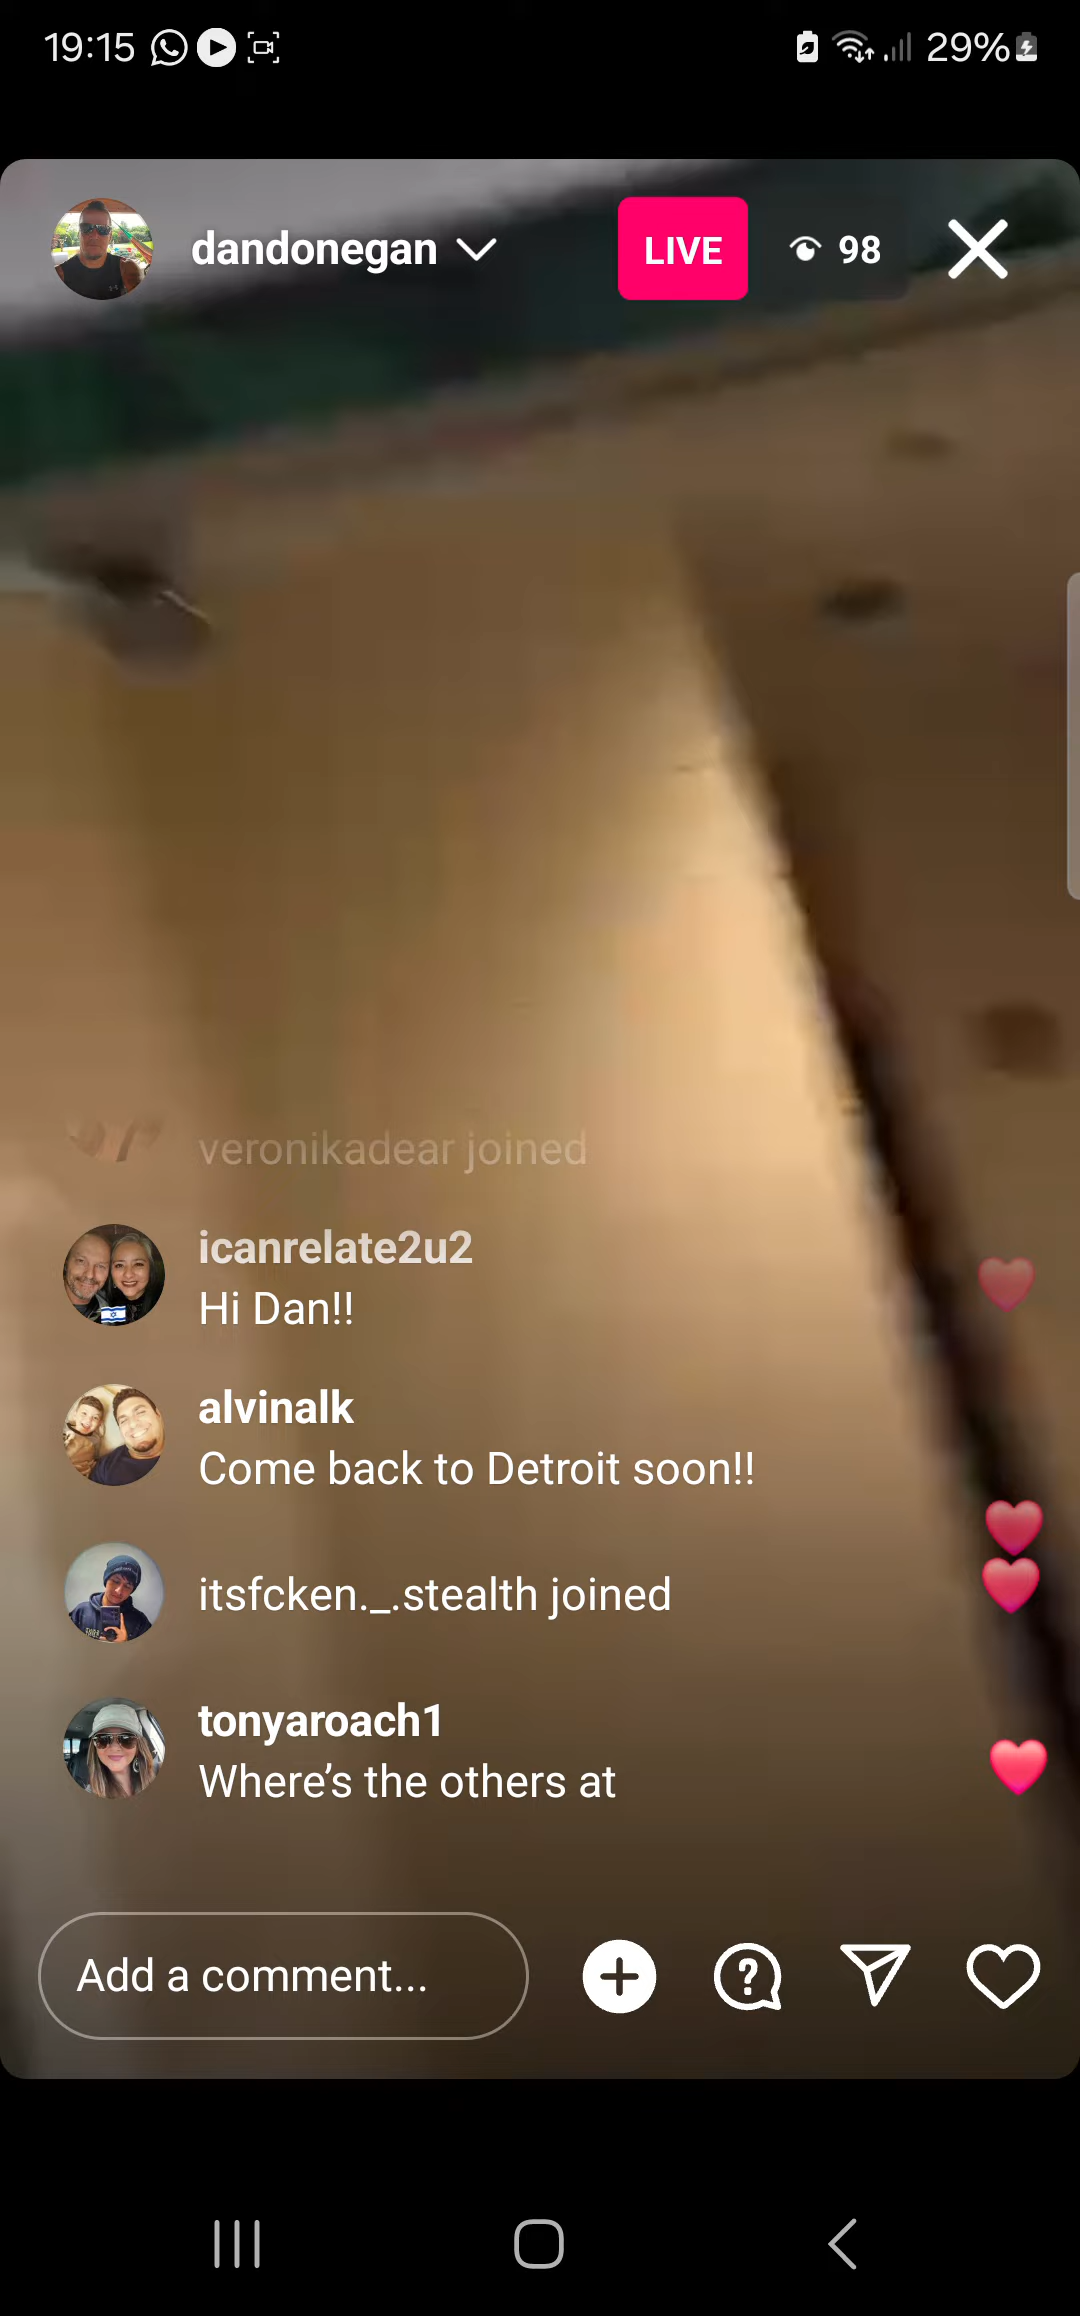 19:15
29%
dandonegan
LIVE
98
veronikadear joined
icanrelate2u2
Hi Dan!!
alvinalk
Come back to Detroit soon!!
itsfcken._.stealth joined
tonyaroach1
Where’s the others at
Add a comment...